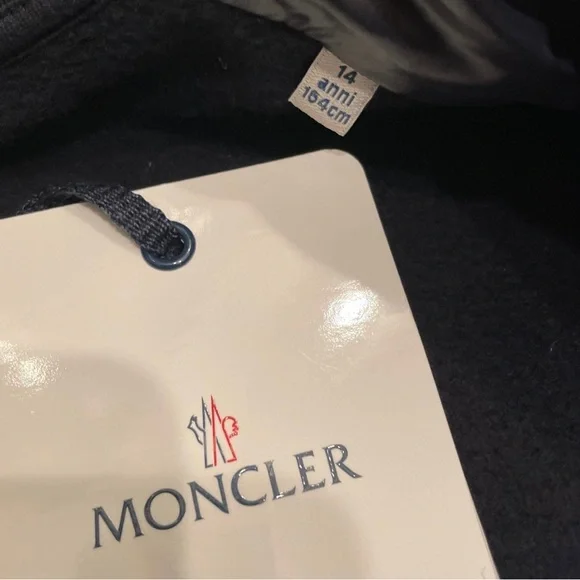 14
anni
164cm
MONCLER